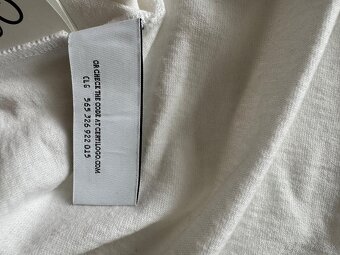 OR CHECK THE CODE AT CERTILOGO.COM
CLG 565 326 922 015